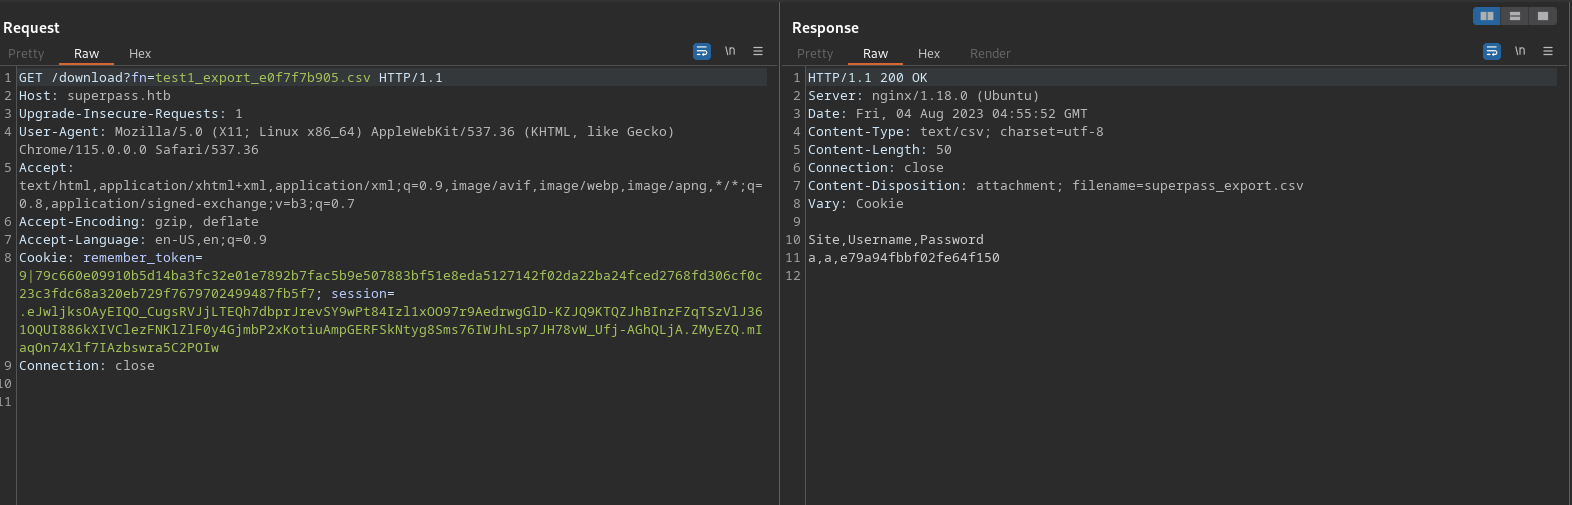 Request
Pretty Raw Hex
\n
1 GET /download?fn=test1_export_e0f7f7b905.csv HTTP/1.1
2 Host: superpass.htb
3 Upgrade-Insecure-Requests: 1
4 User-Agent: Mozilla/5.0 (X11; Linux x86_64) AppleWebKit/537.36 (KHTML, like Gecko)
Chrome/115.0.0.0 Safari/537.36
5 Accept:
text/html,application/xhtml+xml,application/xml;q=0.9,image/avif,image/webp,image/apng,*/*;q=
0.8,application/signed-exchange;v=b3;q=0.7
6 Accept-Encoding: gzip, deflate
7 Accept-Language: en-US,en;q=0.9
8 Cookie: remember_token=
9|79c660e09910b5d14ba3fc32e01e7892b7fac5b9e507883bf51e8eda5127142f02da22ba24fced2768fd306cf0c
23c3fdc68a320eb729f7679702499487fb5f7; session=
.eJwljksOAyEIQO_CugsRVJjLTEQh7dbprJrevSY9wPt84Izl1xOO97r9AedrwgGlD-KZJQ9KTQZJhBInzFZqTSzVlJ36
1OQUI886kXIVClezFNKlZlF0y4GjmbP2xKotiuAmpGERFSkNtyg8Sms76IWJhLsp7JH78vW_Ufj-AGhQLjA.ZMyEZQ.mI
aqOn74Xlf7IAzbswra5C2POIw
9 Connection: close
10
11
Response
Pretty Raw Hex Render
\n
1 HTTP/1.1 200 OK
2 Server: nginx/1.18.0 (Ubuntu)
3 Date: Fri, 04 Aug 2023 04:55:52 GMT
4 Content-Type: text/csv; charset=utf-8
5 Content-Length: 50
6 Connection: close
7 Content-Disposition: attachment; filename=superpass_export.csv
8 Vary: Cookie
9
10 Site,Username,Password
11 a,a,e79a94fbbf02fe64f150
12